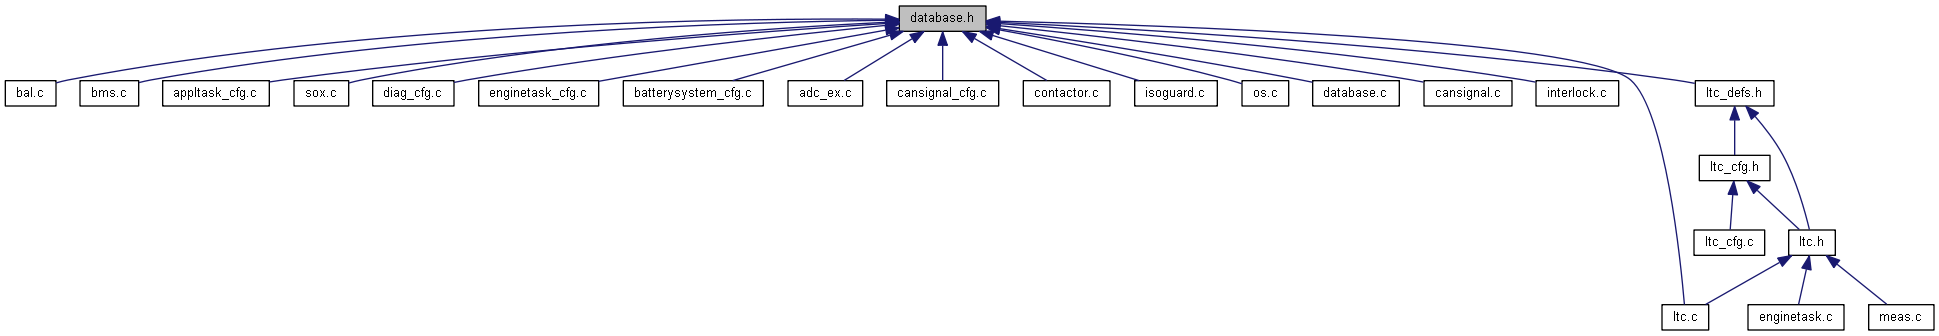 database.h
bal.c
bms.c
appltask_cfg.c
sox.c
diag_cfg.c
enginetask_cfg.c
batterysystem_cfg.c
adc_ex.c
cansignal_cfg.c
contactor.c
isoguard.c
os.c
database.c
cansignal.c
interlock.c
ltc_defs.h
ltc_cfg.h
ltc_cfg.c
ltc.h
ltc.c
enginetask.c
meas.c